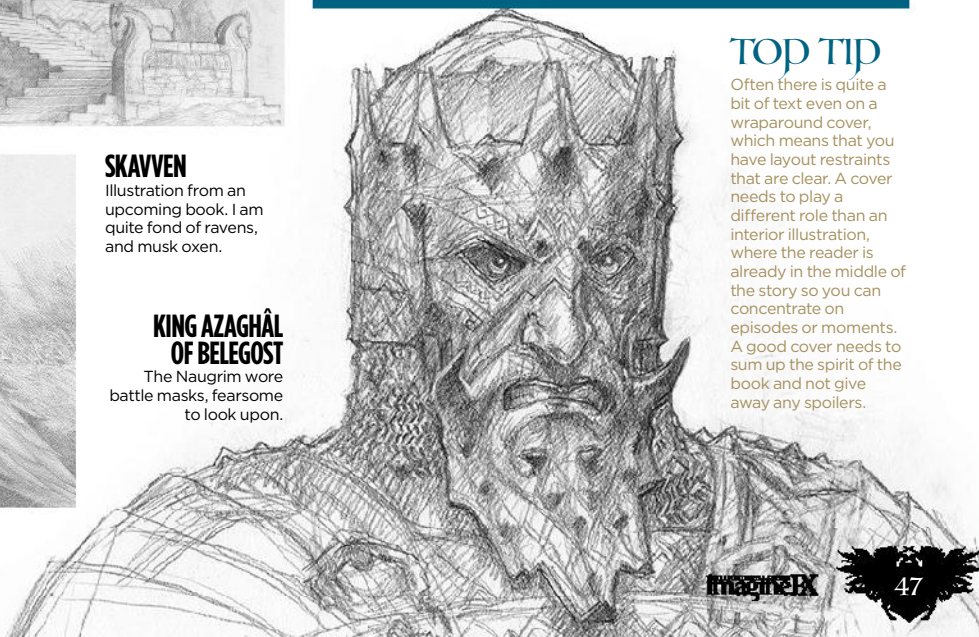 SKAVVEN
Illustration from an
upcoming book. I am
quite fond of ravens,
and musk oxen.
KING AZAGHÂL
OF BELEGOST
The Naugrim wore
battle masks, fearsome
to look upon.
TOP TIP
Often there is quite a
bit of text even on a
wraparound cover,
which means that you
have layout restraints
that are clear. A cover
needs to play a
different role than an
interior illustration,
where the reader is
already in the middle of
the story so you can
concentrate on
episodes or moments.
A good cover needs to
sum up the spirit of the
book and not give
away any spoilers.
ImagineFX
47